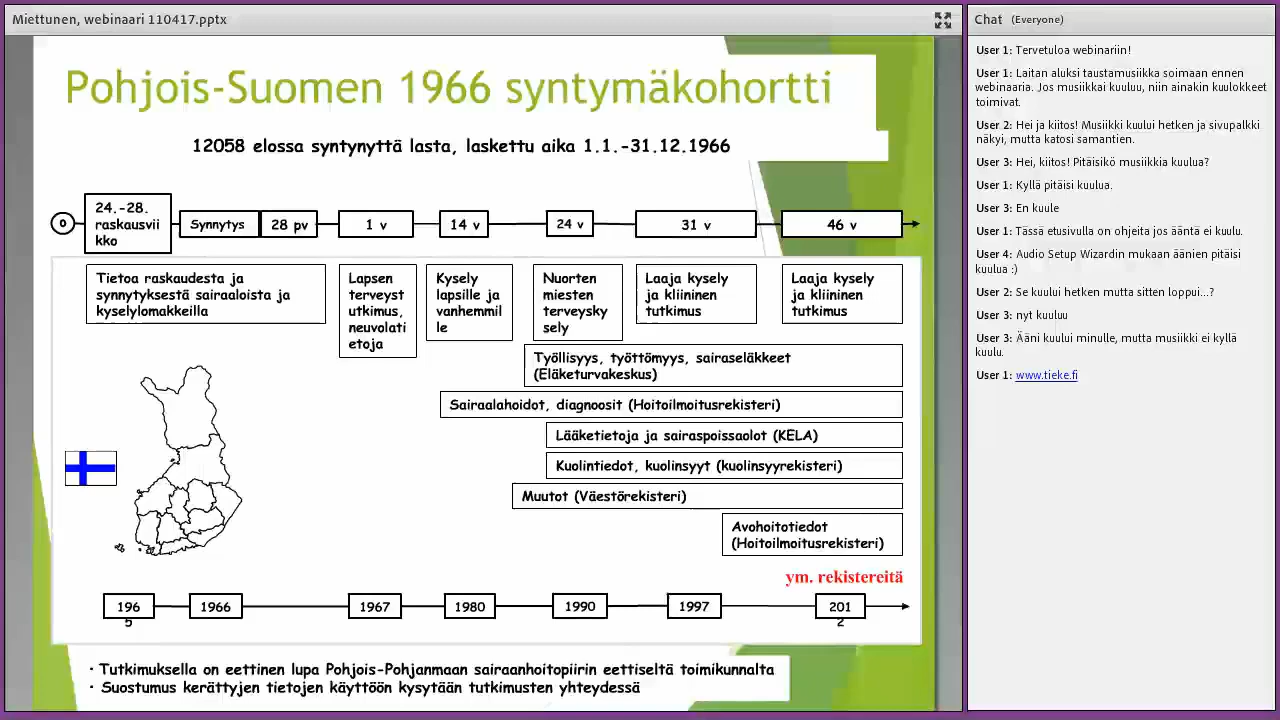 Miettunen, webinaari 110417.pptx
Pohjois-Suomen 1966 syntymäkohortti
12058 elossa syntynyttä lasta, laskettu aika 1.1.-31.12.1966
0
24.-28.
raskausvii
kko
Synnytys
28 pv
1 v
14 v
24 v
31 v
46 v
Tietoa raskaudesta ja
synnytyksestä sairaaloista ja
kyselylomakkeilla
Lapsen
terveyst
utkimus,
neuvolati
etoja
Kysely
lapsille ja
vanhemmil
le
Nuorten
miesten
terveysky
sely
Laaja kysely
ja kliininen
tutkimus
Laaja kysely
ja kliininen
tutkimus
Työllisyys, työttömyys, sairaseläkkeet
(Eläketurvakeskus)
Sairaalahoidot, diagnoosit (Hoitoilmoitusrekisteri)
Lääketietoja ja sairaspoissaolot (KELA)
Kuolintiedot, kuolinsyyt (kuolinsyyrekisteri)
Muutot (Väestörekisteri)
Avohoitotiedot
(Hoitoilmoitusrekisteri)
ym. rekistereitä
196
5
1966
1967
1980
1990
1997
201
2
• Tutkimuksella on eettinen lupa Pohjois-Pohjanmaan sairaanhoitopiirin eettiseltä toimikunnalta
• Suostumus kerättyjen tietojen käyttöön kysytään tutkimusten yhteydessä
Chat (Everyone)
User 1: Tervetuloa webinariin!
User 1: Laitan aluksi taustamusiikka soimaan ennen
webinaaria. Jos musiikkai kuuluu, niin ainakin kuulokkeet
toimivat.
User 2: Hei ja kiitos! Musiikki kuului hetken ja sivupalkki
näkyi, mutta katosi samantien.
User 3: Hei, kiitos! Pitäisikö musiikkia kuulua?
User 1: Kyllä pitäisi kuulua.
User 3: En kuule
User 1: Tässä etusivulla on ohjeita jos ääntä ei kuulu.
User 4: Audio Setup Wizardin mukaan äänien pitäisi
kuulua :)
User 2: Se kuului hetken mutta sitten loppui...?
User 3: nyt kuuluu
User 3: Ääni kuului minulle, mutta musiikki ei kyllä
kuulu.
User 1: www.tieke.fi